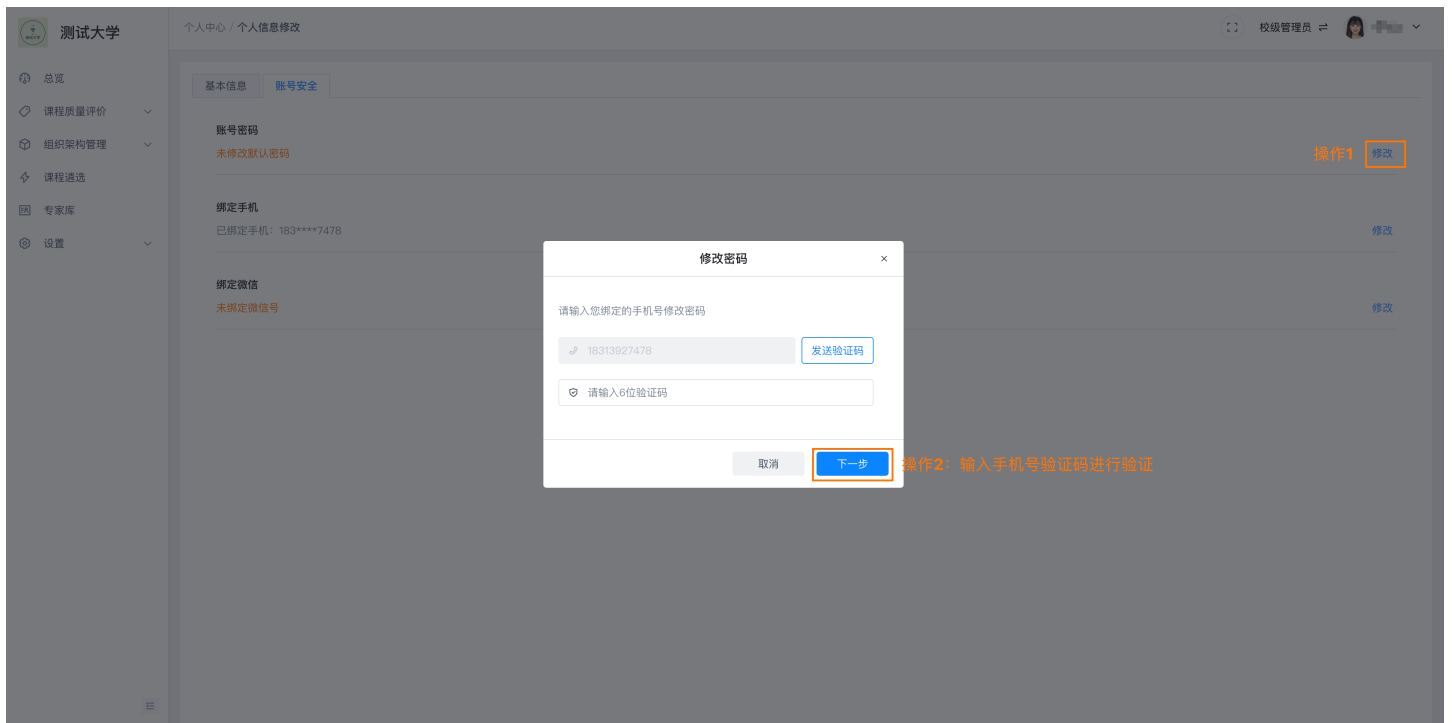 测试大学
个人中心 / 个人信息修改
校级管理员
总览
课程质量评价
组织架构管理
课程遴选
专家库
设置
基本信息
账号安全
账号密码
未修改默认密码
操作1
修改
绑定手机
已绑定手机：183****7478
修改
绑定微信
未绑定微信号
修改
修改密码
×
请输入您绑定的手机号修改密码
18313927478
发送验证码
请输入6位验证码
取消
下一步
操作2：输入手机号验证码进行验证